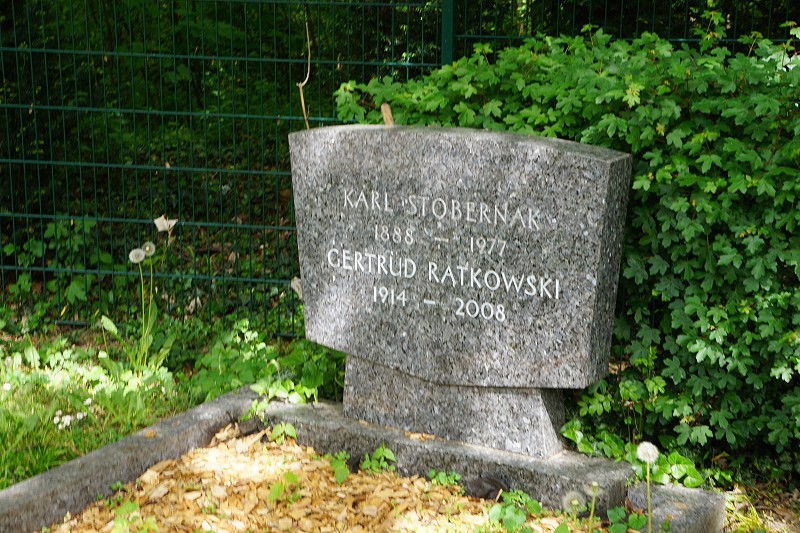 KARL STOBERNAK
1888 – 1977
GERTRUD RATKOWSKI
1914 – 2008